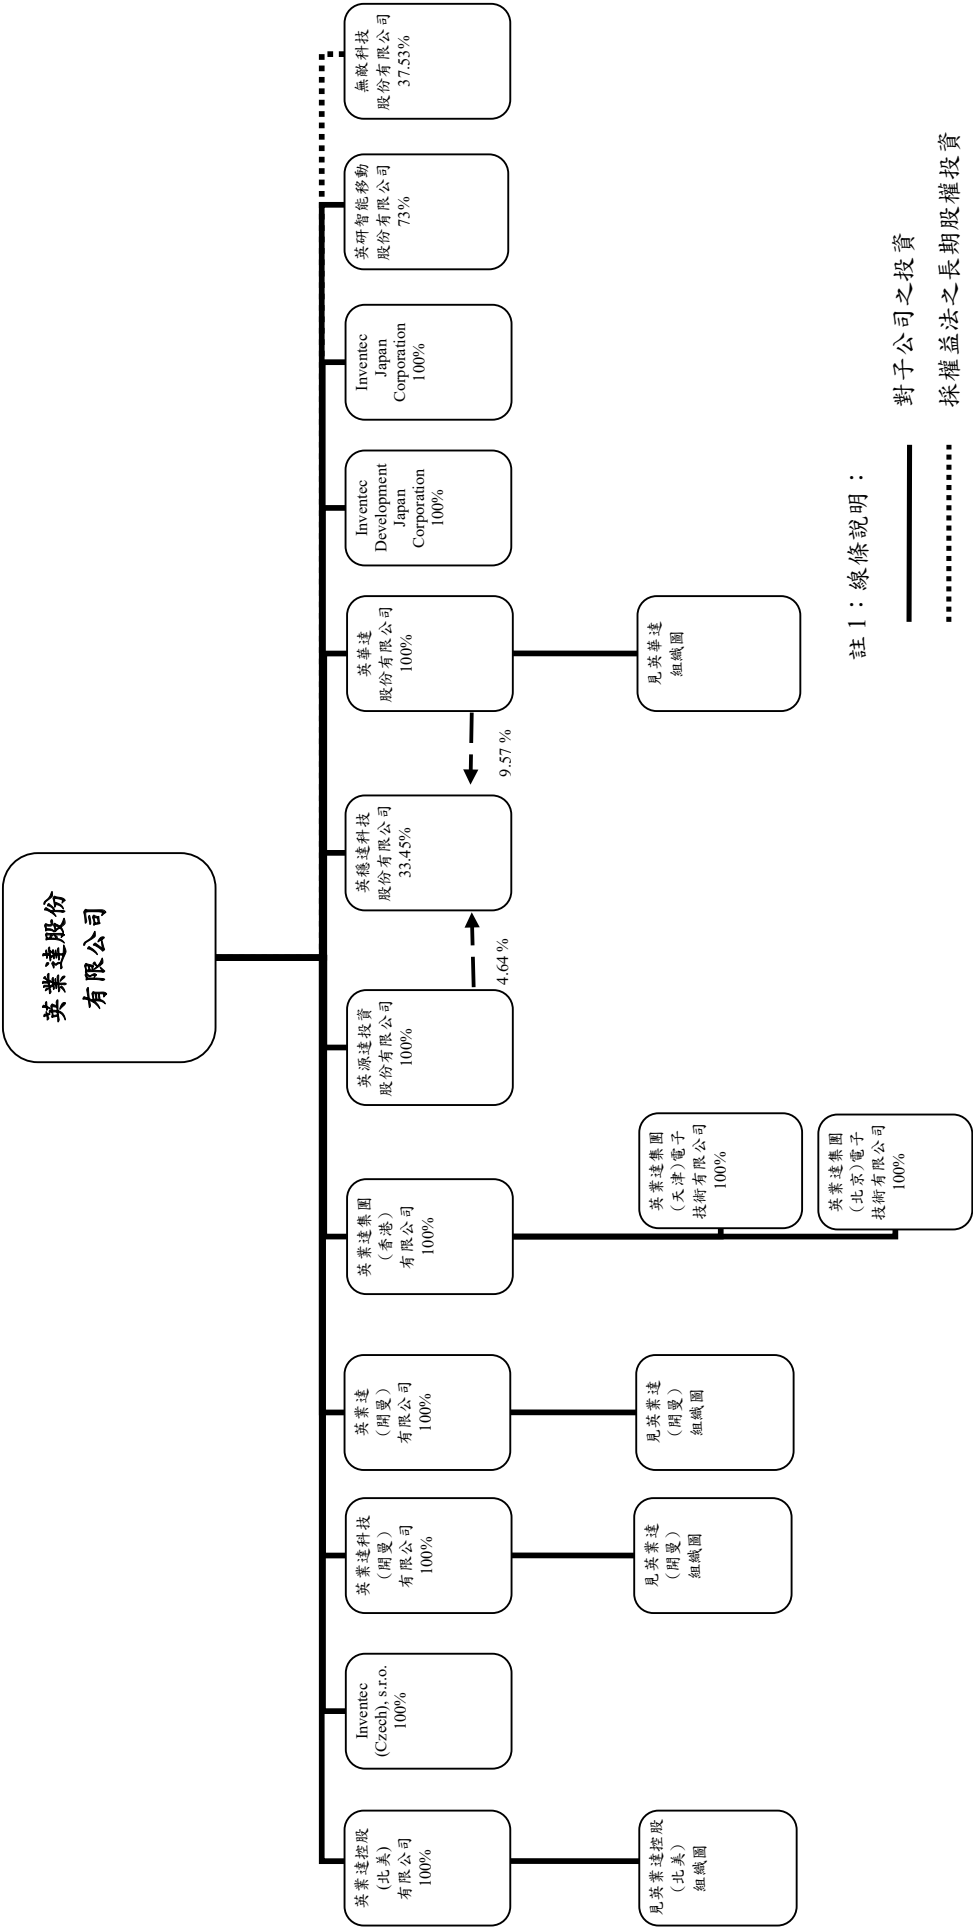 英業達股份
有限公司
英業達控股
(北美)
有限公司
100%
Inventec
(Czech), s.r.o.
100%
英業達科技
(開曼)
有限公司
100%
英業達
(開曼)
有限公司
100%
英業達集團
(香港)
有限公司
100%
英源達投資
股份有限公司
100%
英穩達科技
股份有限公司
33.45%
英華達
股份有限公司
100%
Inventec
Development
Japan
Corporation
100%
Inventec
Japan
Corporation
100%
英研智能移動
股份有限公司
73%
無敵科技
股份有限公司
37.53%
4.64 %
9.57 %
見英業達控股
(北美)
組織圖
見英業達
(開曼)
組織圖
見英業達
(開曼)
組織圖
英業達集團
(天津)電子
技術有限公司
100%
英業達集團
(北京)電子
技術有限公司
100%
見英華達
組織圖
註 1：線條說明：
對子公司之投資
採權益法之長期股權投資